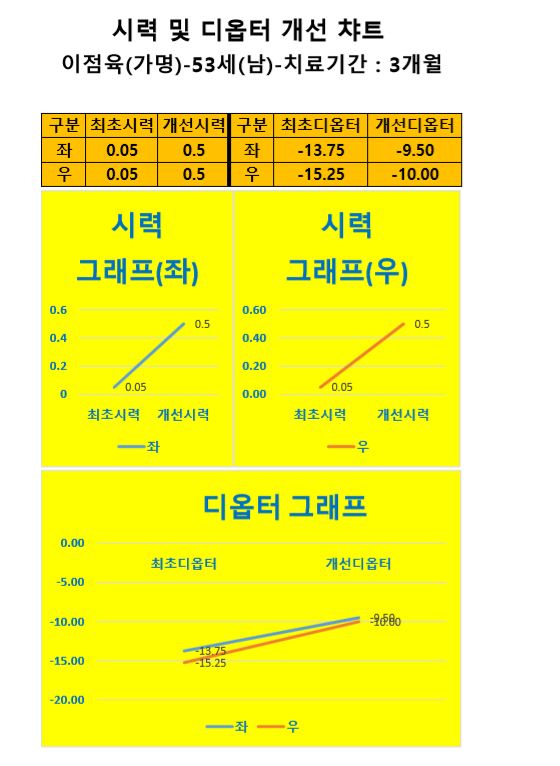 시력 및 디옵터 개선 챠트
이점육(가명)-53세(남)-치료기간 : 3개월
구분 최초시력 개선시력 구분 최초디옵터 개선디옵터
좌 0.05 0.5 좌 -13.75 -9.50
우 0.05 0.5 우 -15.25 -10.00
시력
그래프(좌)
0.6
0.4
0.2
0
0.5
0.05
최초시력 개선시력
좌
시력
그래프(우)
0.60
0.40
0.20
0.00
0.5
0.05
최초시력 개선시력
우
디옵터 그래프
0.00
최초디옵터 개선디옵터
-5.00
-10.00
-15.00
-20.00
-9.50
-10.00
-13.75
-15.25
좌 우